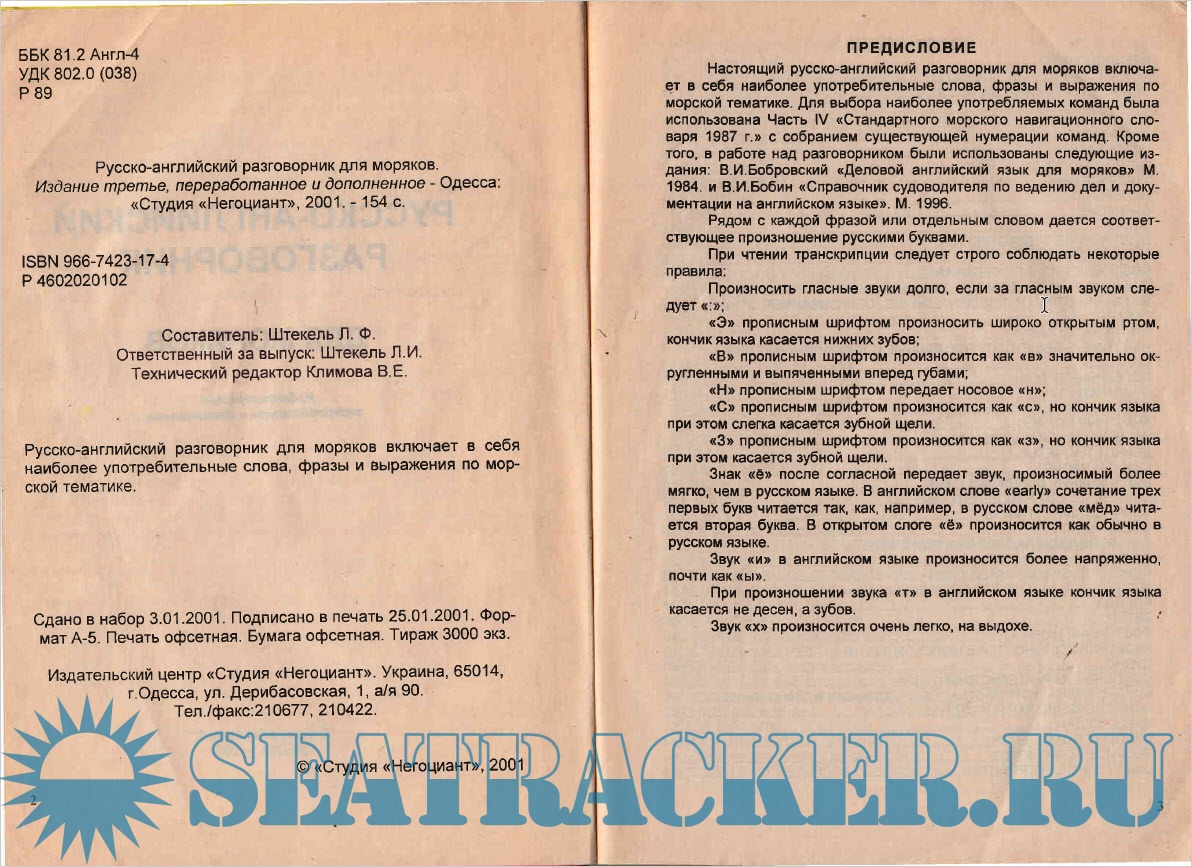 ББК 81.2 Англ-4
УДК 802.0 (038)
Р 89
Русско-английский разговорник для моряков.
Издание третье, переработанное и дополненное - Одесса:
«Студия «Негоциант», 2001. - 154 с.
ISBN 966-7423-17-4
Р 4602020102
Составитель: Штекель Л. Ф.
Ответственный за выпуск: Штекель Л.И.
Технический редактор Климова В.Е.
Русско-английский разговорник для моряков включает в себя
наиболее употребительные слова, фразы и выражения по мор-
ской тематике.
Сдано в набор 3.01.2001. Подписано в печать 25.01.2001. Фор-
мат А-5. Печать офсетная. Бумага офсетная. Тираж 3000 экз.
Издательский центр «Студия «Негоциант». Украина, 65014,
г.Одесса, ул. Дерибасовская, 1, а/я 90.
Тел./факс:210677, 210422.
© «Студия «Негоциант», 2001
2
ПРЕДИСЛОВИЕ
Настоящий русско-английский разговорник для моряков включа-
ет в себя наиболее употребительные слова, фразы и выражения по
морской тематике. Для выбора наиболее употребляемых команд была
использована Часть IV «Стандартного морского навигационного сло-
варя 1987 г.» с собранием существующей нумерации команд. Кроме
того, в работе над разговорником были использованы следующие из-
дания: В.И.Бобровский «Деловой английский язык для моряков» М.
1984. и В.И.Бобин «Справочник судоводителя по ведению дел и доку-
ментации на английском языке». М. 1996.
Рядом с каждой фразой или отдельным словом дается соответ-
ствующее произношение русскими буквами.
При чтении транскрипции следует строго соблюдать некоторые
правила:
Произносить гласные звуки долго, если за гласным звуком сле-
дует «:»;
«Э» прописным шрифтом произносить широко открытым ртом,
кончик языка касается нижних зубов;
«В» прописным шрифтом произносится как «в» значительно ок-
ругленными и выпяченными вперед губами;
«Н» прописным шрифтом передает носовое «н»;
«С» прописным шрифтом произносится как «с», но кончик языка
при этом слегка касается зубной щели.
«З» прописным шрифтом произносится как «з», но кончик языка
при этом касается зубной щели.
Знак «ё» после согласной передает звук, произносимый более
мягко, чем в русском языке. В английском слове «early» сочетание трех
первых букв читается так, как, например, в русском слове «мёд» чита-
ется вторая буква. В открытом слоге «ё» произносится как обычно в
русском языке.
Звук «и» в английском языке произносится более напряженно,
почти как «ы».
При произношении звука «т» в английском языке кончик языка
касается не десен, а зубов.
Звук «х» произносится очень легко, на выдохе.
3
SEATRACKER.RU